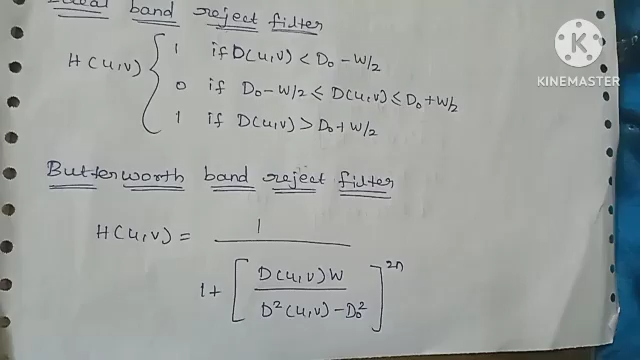 Ideal band reject filter
H(u,v) { 1 if D(u,v) < D₀ - W/2
0 if D₀ - W/2 ≤ D(u,v) ≤ D₀ + W/2
1 if D(u,v) > D₀ + W/2
Butterworth band reject filter
H(u,v) = 1 / 1 + [ D(u,v) W / D²(u,v) - D₀² ]²ⁿ
KINEMASTER